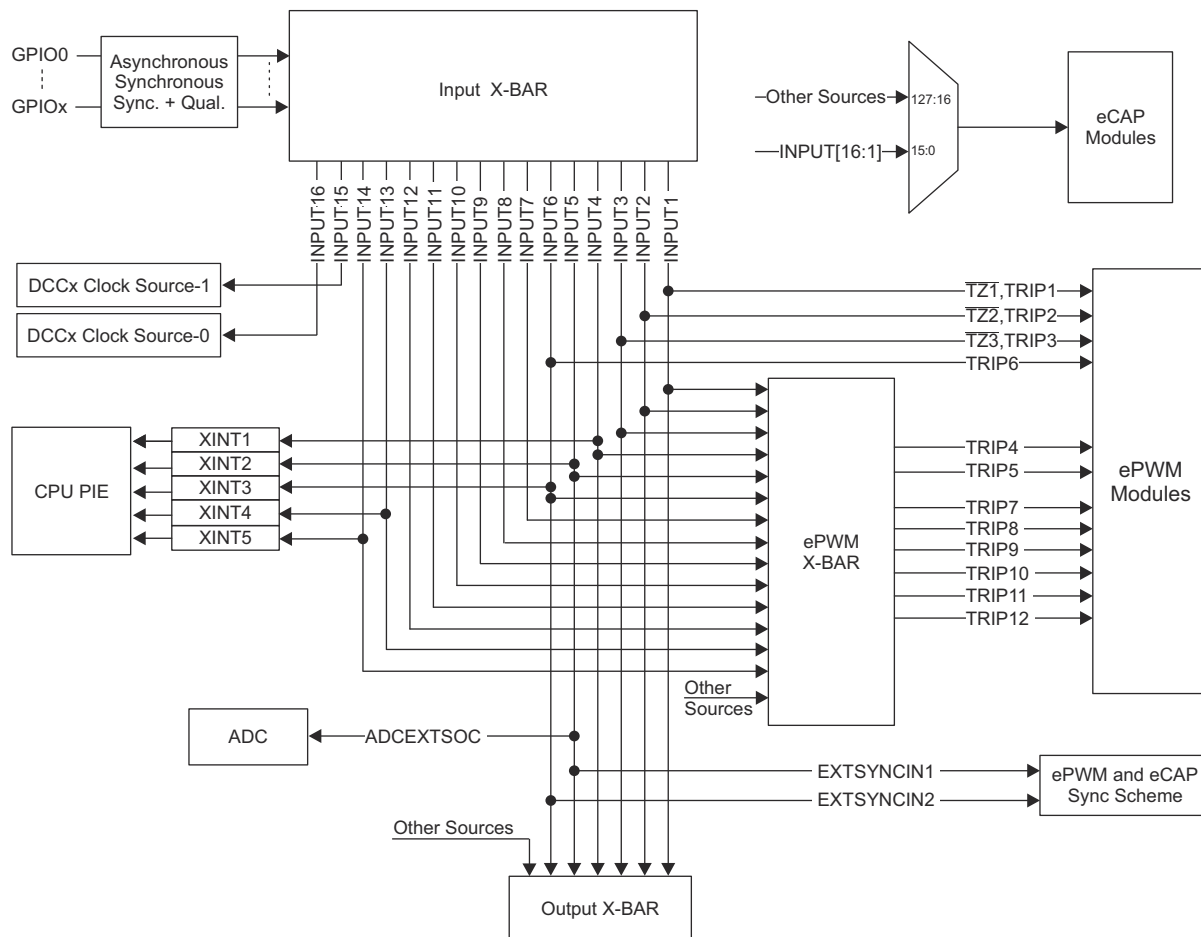 GPIO0
GPIOx
Asynchronous
Synchronous
Sync. + Qual.
Input X-BAR
Other Sources
127:16
INPUT[16:1]
15:0
eCAP
Modules
INPUT16
INPUT15
INPUT14
INPUT13
INPUT12
INPUT11
INPUT10
INPUT9
INPUT8
INPUT7
INPUT6
INPUT5
INPUT4
INPUT3
INPUT2
INPUT1
DCCx Clock Source-1
DCCx Clock Source-0
TZ1,TRIP1
TZ2,TRIP2
TZ3,TRIP3
TRIP6
CPU PIE
XINT1
XINT2
XINT3
XINT4
XINT5
ePWM
X-BAR
TRIP4
TRIP5
TRIP7
TRIP8
TRIP9
TRIP10
TRIP11
TRIP12
ePWM
Modules
Other
Sources
ADC
ADCEXTSOC
EXTSYNCIN1
EXTSYNCIN2
ePWM and eCAP
Sync Scheme
Other Sources
Output X-BAR